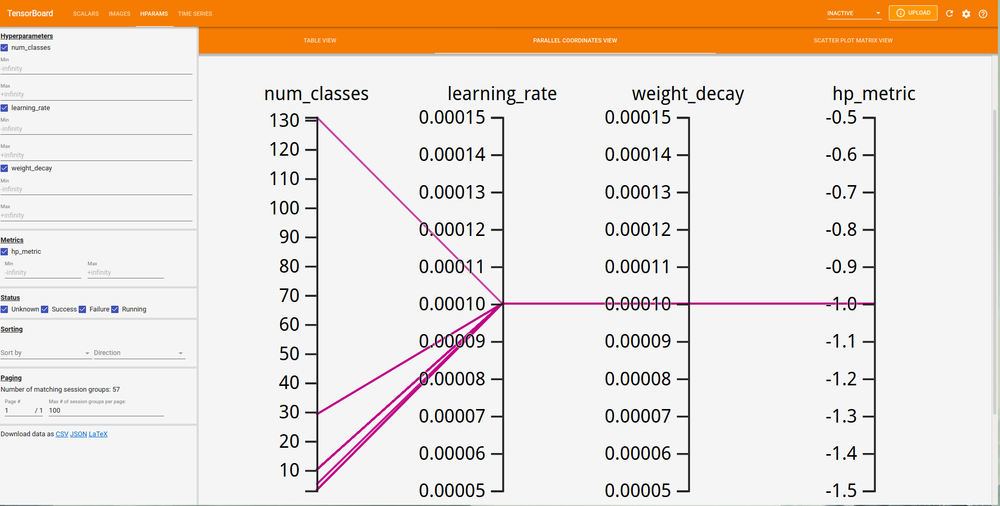 TensorBoard SCALARS IMAGES HPARAMS TIME SERIES INACTIVE UPLOAD
Hyperparameters
num_classes
Min
-infinity
Max
+infinity
learning_rate
Min
-infinity
Max
+infinity
weight_decay
Min
-infinity
Max
+infinity
Metrics
hp_metric
Min Max
-infinity +infinity
Status
Unknown Success Failure Running
Sorting
Sort by Direction
Paging
Number of matching session groups: 57
Page # Max # of session groups per page:
1 / 1 100
Download data as CSV JSON LaTeX
TABLE VIEW PARALLEL COORDINATES VIEW SCATTER PLOT MATRIX VIEW
num_classes learning_rate weight_decay hp_metric
130 0.00015 0.00015 -0.5
120 0.00014 0.00014 -0.6
110 0.00013 0.00013 -0.7
100 0.00012 0.00012 -0.8
90 0.00011 0.00011 -0.9
80 0.00010 0.00010 -1.0
70 0.00009 0.00009 -1.1
60 0.00008 0.00008 -1.2
50 0.00007 0.00007 -1.3
40 0.00006 0.00006 -1.4
30 0.00005 0.00005 -1.5
20
10